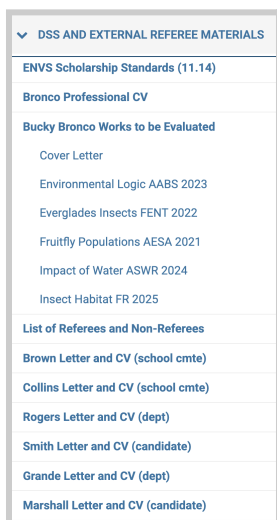 DSS AND EXTERNAL REFEREE MATERIALS
ENVS Scholarship Standards (11.14)
Bronco Professional CV
Bucky Bronco Works to be Evaluated
Cover Letter
Environmental Logic AABS 2023
Everglades Insects FENT 2022
Fruitfly Populations AESA 2021
Impact of Water ASWR 2024
Insect Habitat FR 2025
List of Referees and Non-Referees
Brown Letter and CV (school cmte)
Collins Letter and CV (school cmte)
Rogers Letter and CV (dept)
Smith Letter and CV (candidate)
Grande Letter and CV (dept)
Marshall Letter and CV (candidate)